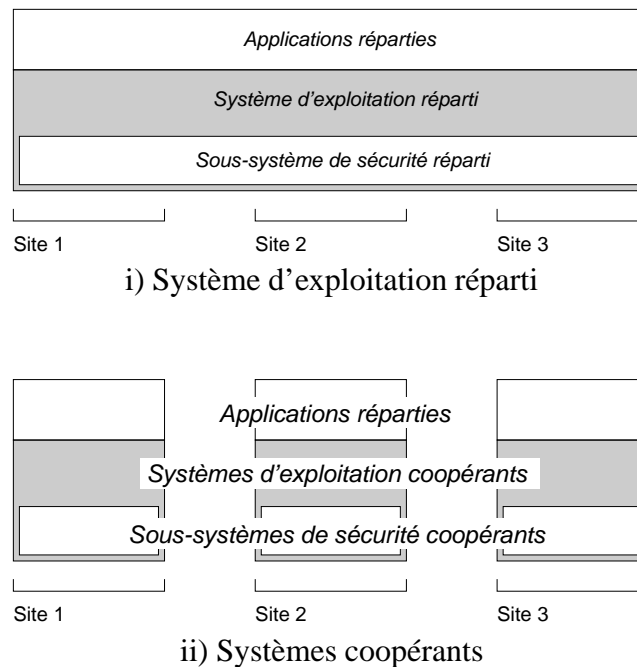 Applications réparties
Système d'exploitation réparti
Sous-système de sécurité réparti
Site 1 Site 2 Site 3
i) Système d'exploitation réparti
Applications réparties
Systèmes d'exploitation coopérants
Sous-systèmes de sécurité coopérants
Site 1 Site 2 Site 3
ii) Systèmes coopérants